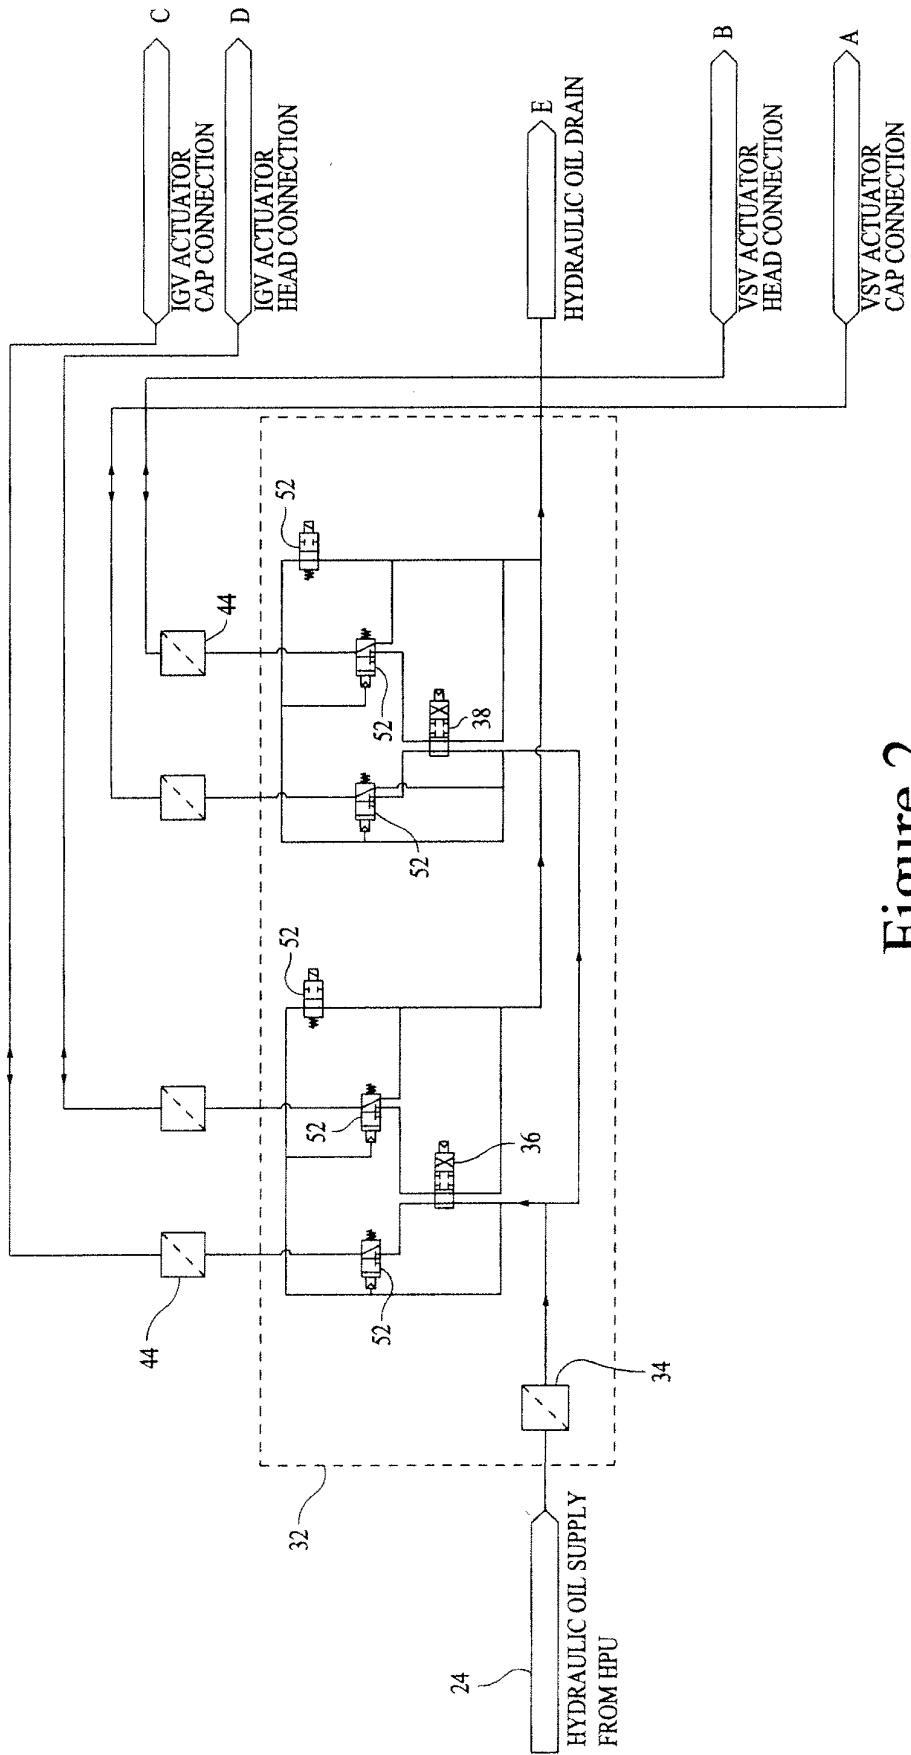 C
IGV ACTUATOR
CAP CONNECTION
D
IGV ACTUATOR
HEAD CONNECTION
E
HYDRAULIC OIL DRAIN
B
VSV ACTUATOR
HEAD CONNECTION
A
VSV ACTUATOR
CAP CONNECTION
44
52
52
38
52
52
52
36
52
44
34
32
24
HYDRAULIC OIL SUPPLY
FROM HPU
Figure 2